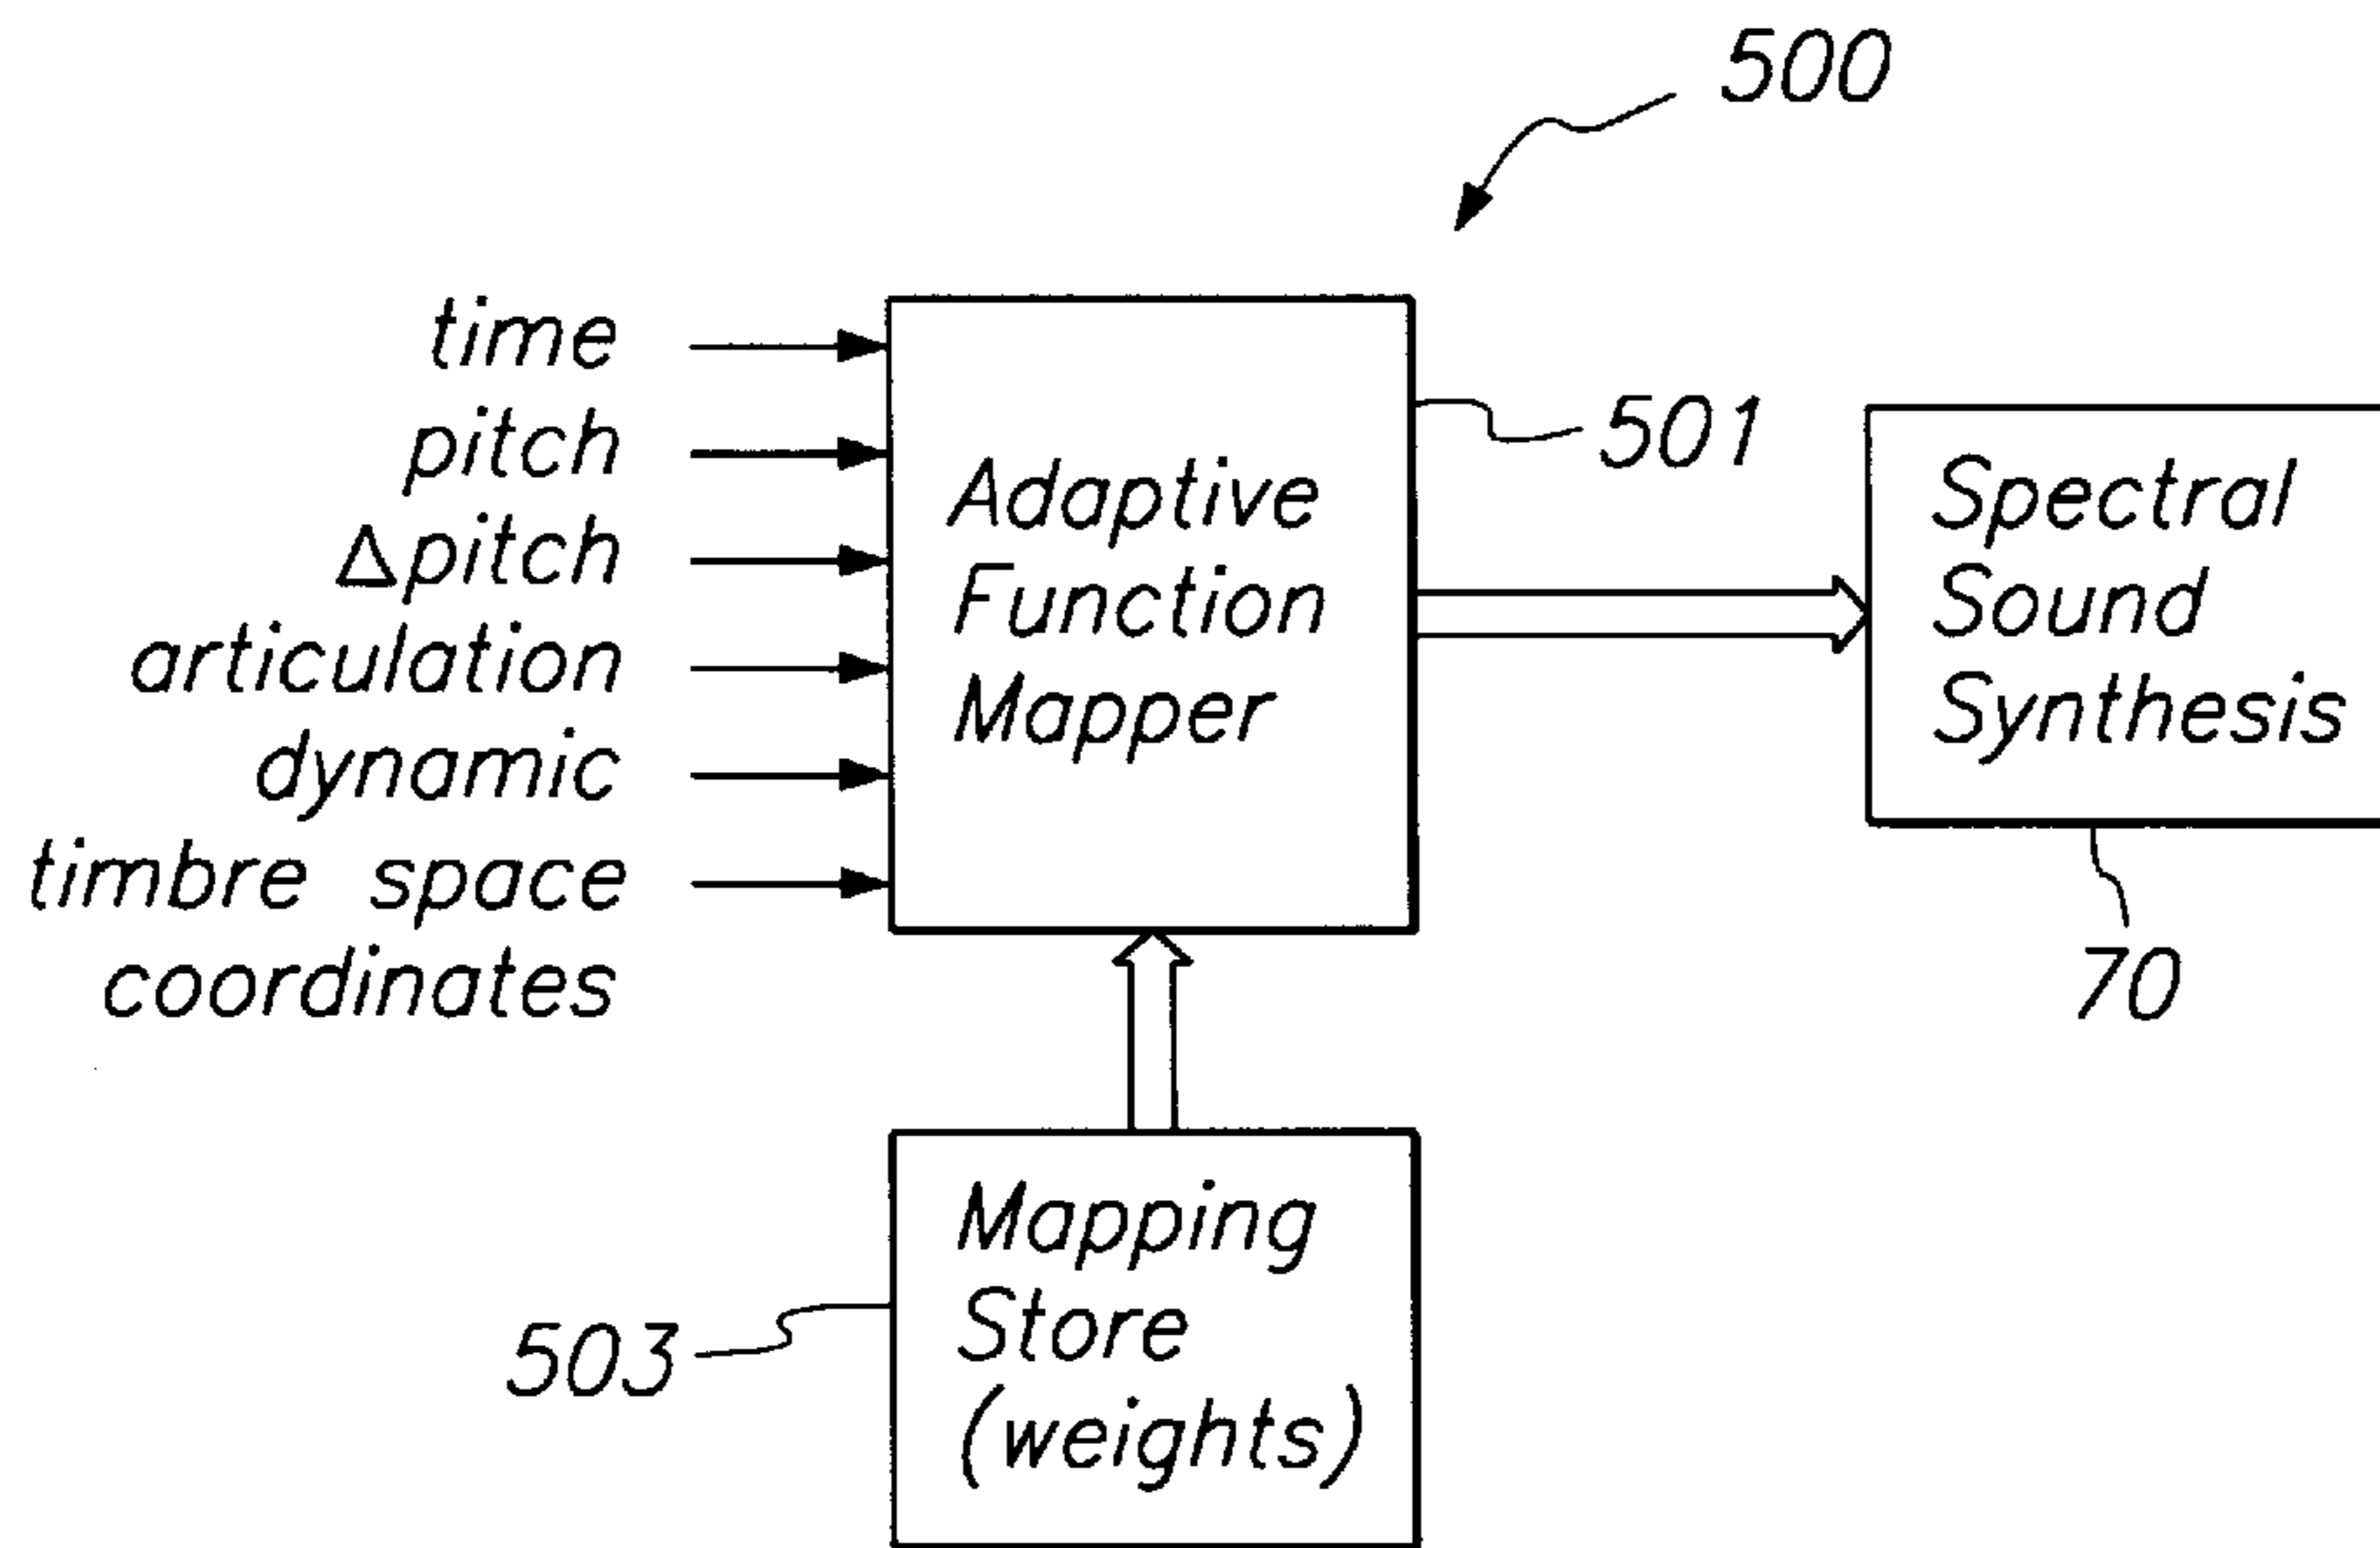 500
time
pitch
Δpitch
articulation
dynamic
timbre space
coordinates
Adaptive
Function
Mapper
501
Spectral
Sound
Synthesis
70
Mapping
Store
(weights)
503